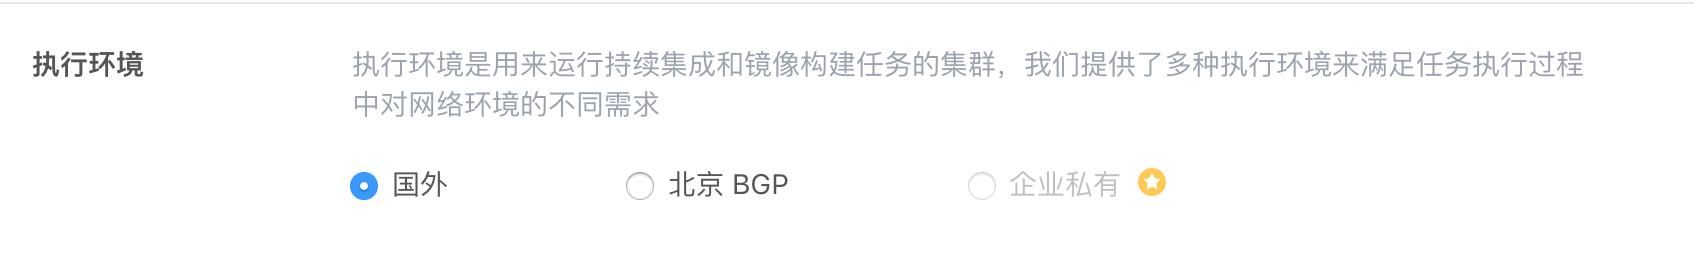 执行环境
执行环境是用来运行持续集成和镜像构建任务的集群，我们提供了多种执行环境来满足任务执行过程
中对网络环境的不同需求
国外 北京 BGP 企业私有